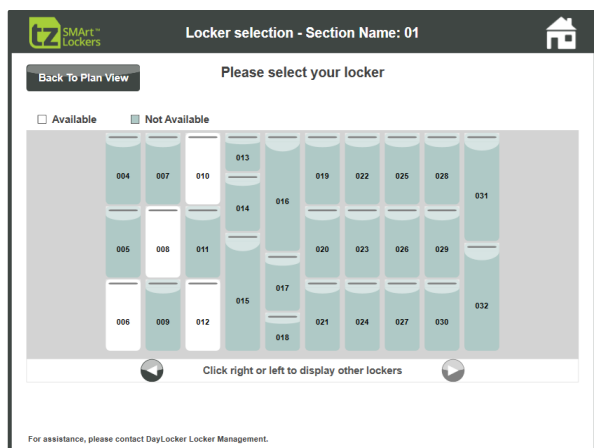 tz SMArt™ Lockers
Locker selection - Section Name: 01
Back To Plan View
Please select your locker
Available Not Available
004 007 010 013 014 016 019 022 025 028 031
005 008 011 015 020 023 026 029
006 009 012 017 018 021 024 027 030 032
Click right or left to display other lockers
For assistance, please contact DayLocker Locker Management.